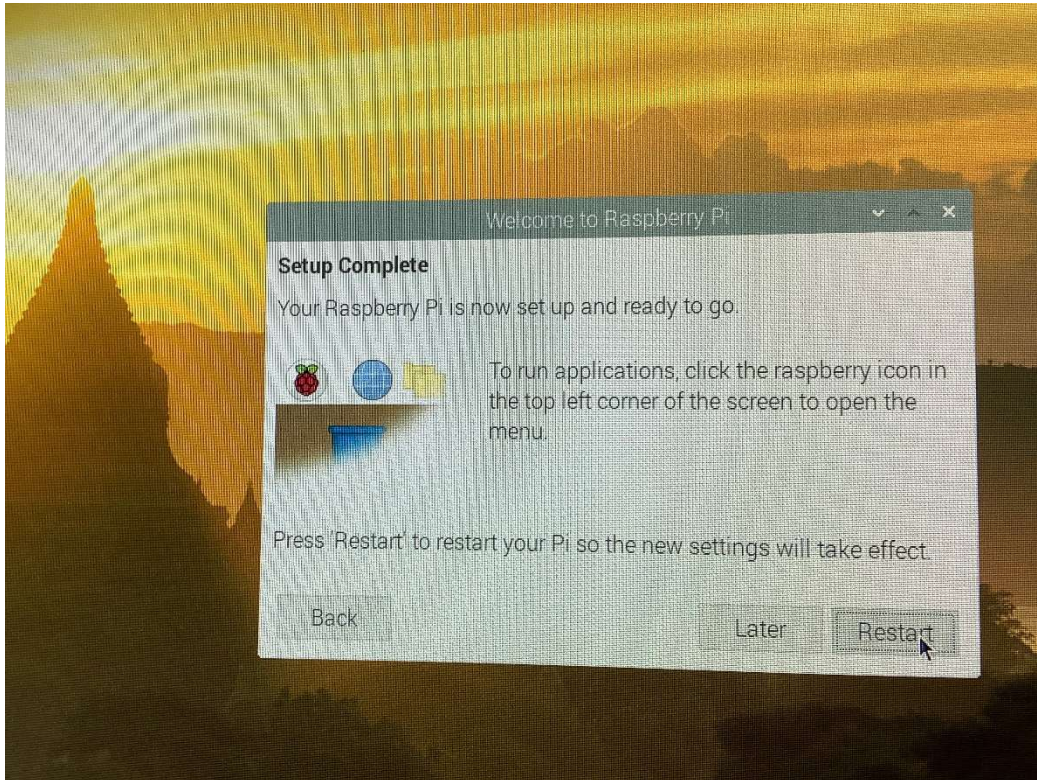 Welcome to Raspberry Pi
Setup Complete
Your Raspberry Pi is now set up and ready to go.
To run applications, click the raspberry icon in
the top left corner of the screen to open the
menu.
Press 'Restart' to restart your Pi so the new settings will take effect.
Back
Later
Restart